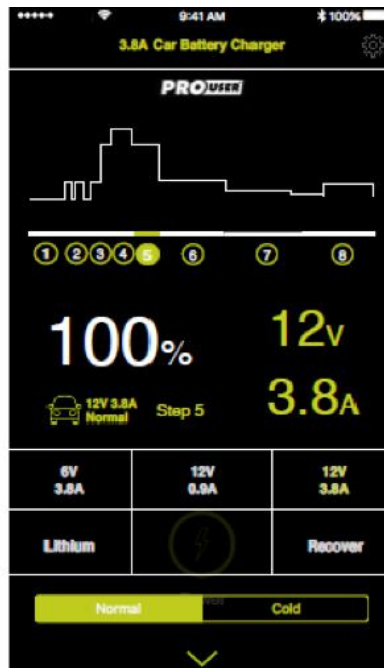 9:41 AM
100%
3.8A Car Battery Charger
PROUSER
1 2 3 4 5 6 7 8
100%
12V
3.8A
12V 3.8A
Normal
Step 5
6V
3.8A
12V
0.9A
12V
3.8A
Lithium
Recover
Normal
Cold